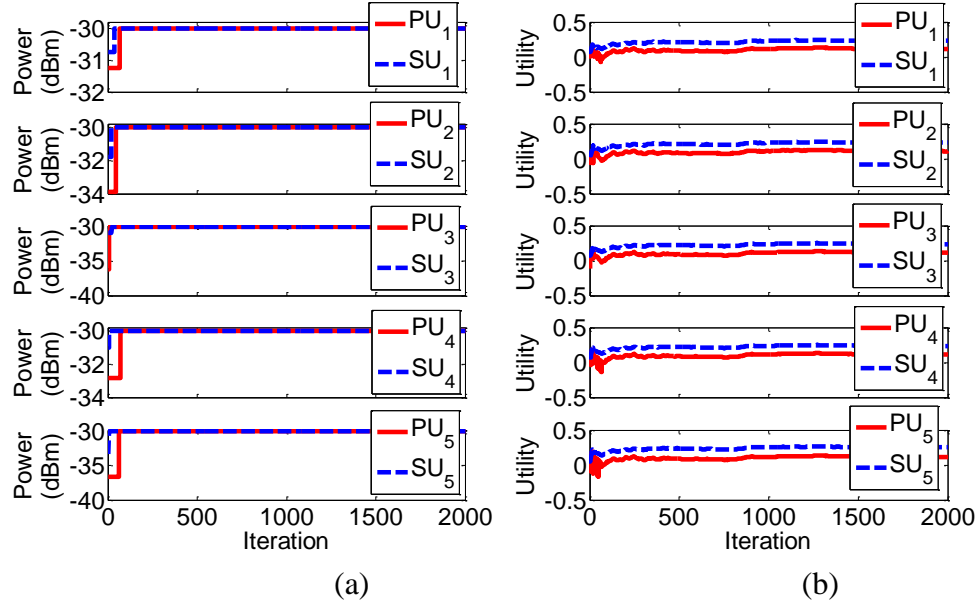 Power
(dBm)
-30
-31
-32
PU1
SU1
Power
(dBm)
-30
-32
-34
PU2
SU2
Power
(dBm)
-30
-35
-40
PU3
SU3
Power
(dBm)
-30
-32
-34
PU4
SU4
Power
(dBm)
-30
-35
-40
PU5
SU5
0 500 1000 1500 2000
Iteration
(a)
Utility
0.5
0
-0.5
PU1
SU1
Utility
0.5
0
-0.5
PU2
SU2
Utility
0.5
0
-0.5
PU3
SU3
Utility
0.5
0
-0.5
PU4
SU4
Utility
0.5
0
-0.5
PU5
SU5
0 500 1000 1500 2000
Iteration
(b)